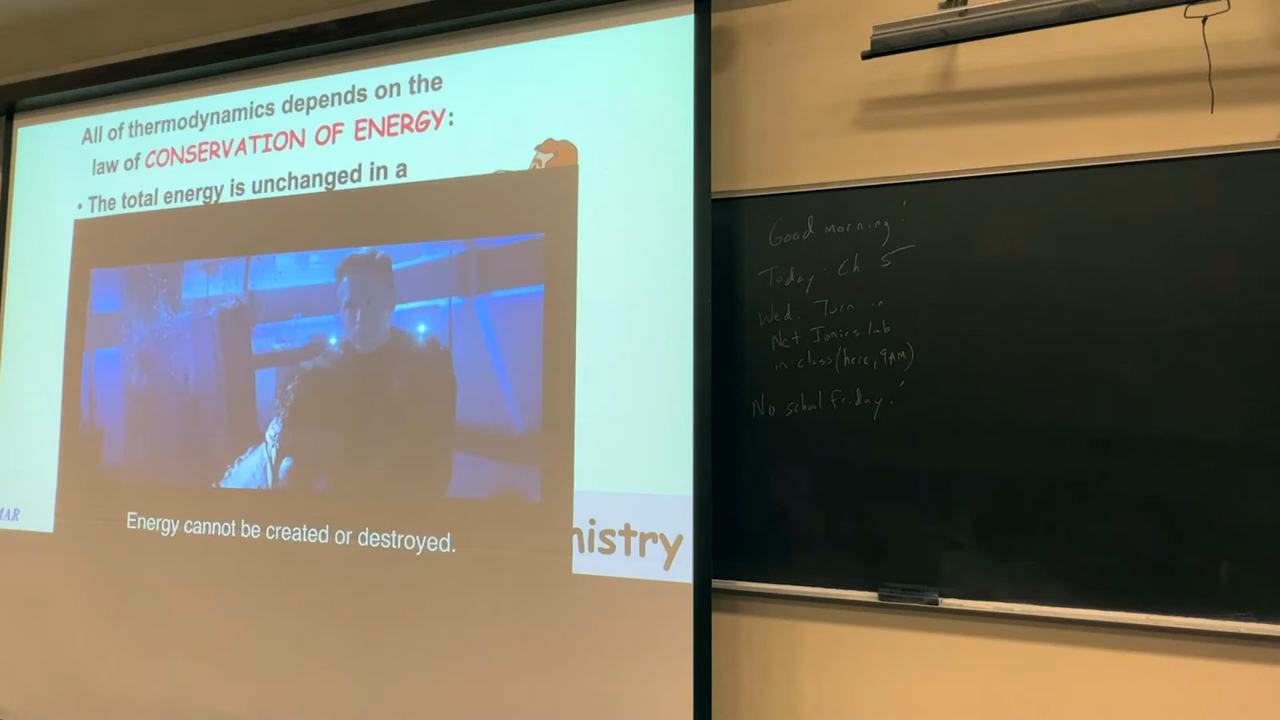 All of thermodynamics depends on the
law of CONSERVATION OF ENERGY:
• The total energy is unchanged in a
Energy cannot be created or destroyed.
MAR
mistry
Good morning!
Today: Ch 5
Wed: Turn in
Net Ionics lab
in class (here, 9AM)
No school Friday!